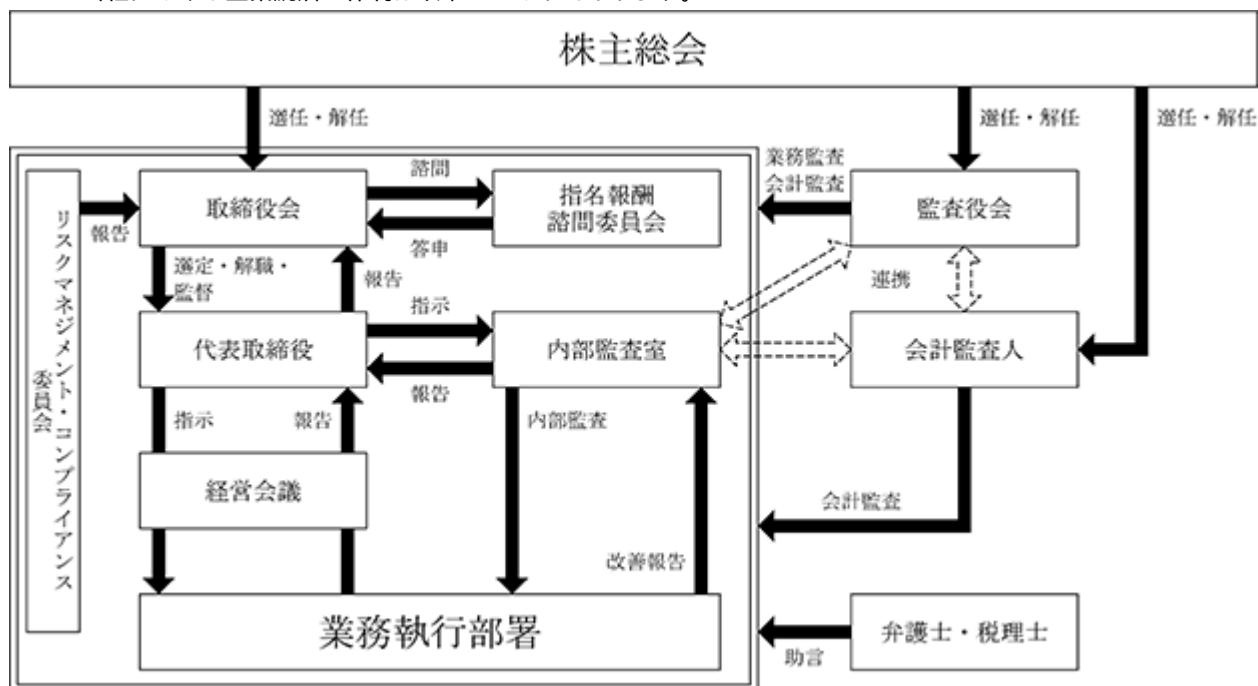 株主総会
選任・解任
選任・解任
選任・解任
リスクマネジメント・コンプライアンス
委員会
報告
取締役会
諮問
答申
指名報酬
諮問委員会
業務監査
会計監査
監査役会
選定・解職・
監督
報告
連携
代表取締役
指示
報告
内部監査室
会計監査人
指示
報告
内部監査
経営会議
会計監査
改善報告
業務執行部署
助言
弁護士・税理士